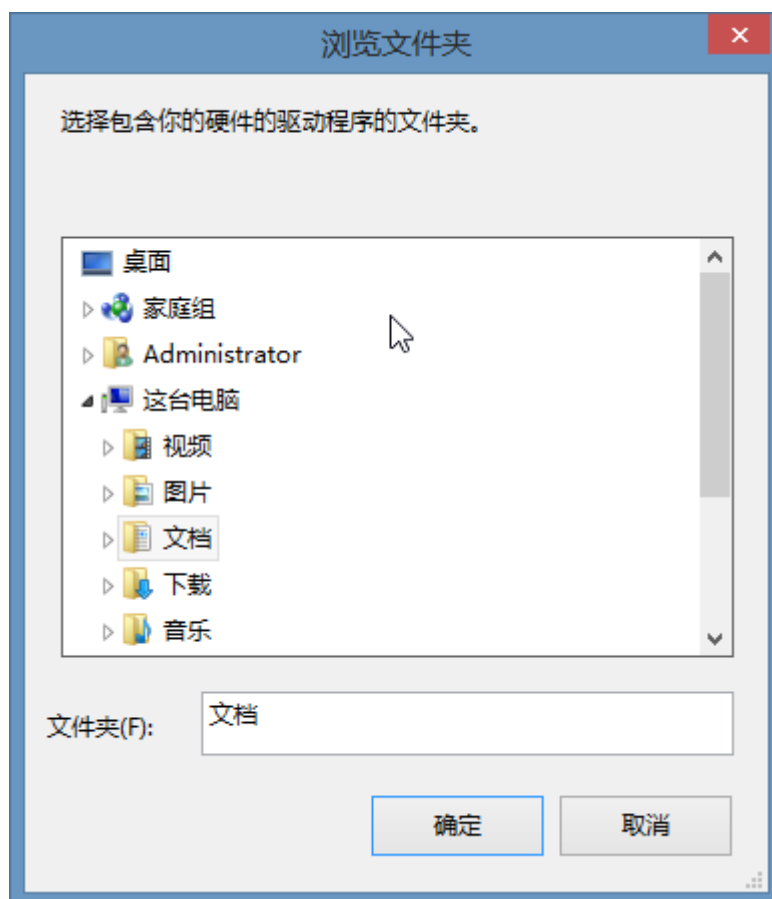 浏览文件夹
选择包含你的硬件的驱动程序的文件夹。
桌面
家庭组
Administrator
这台电脑
视频
图片
文档
下载
音乐
文件夹(F): 文档
确定 取消